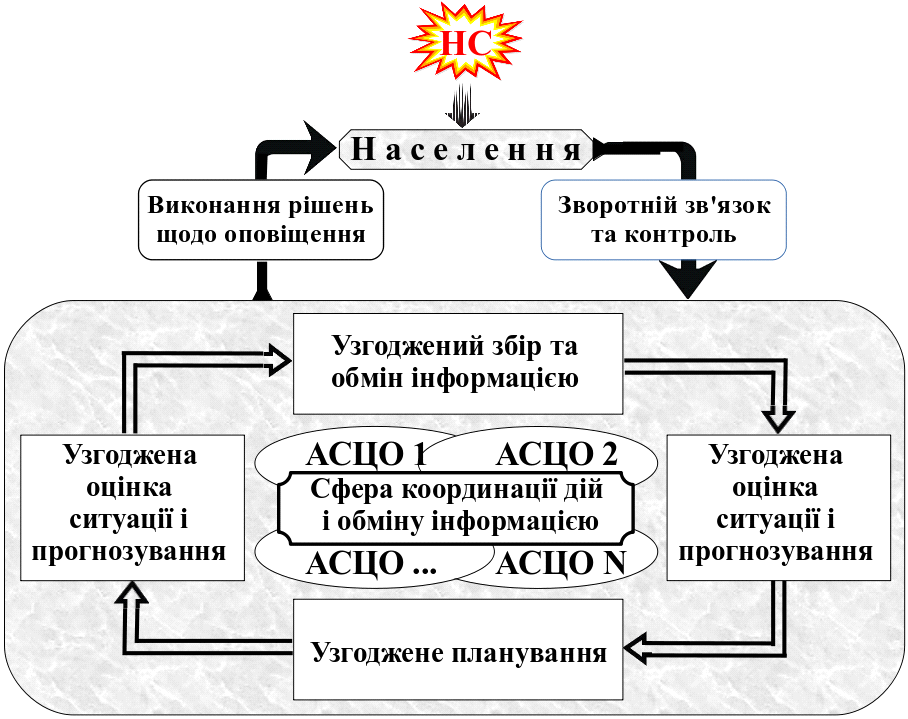 НС
Населення
Виконання рішень
щодо оповіщення
Зворотній зв'язок
та контроль
Узгоджений збір та
обмін інформацією
Узгоджена
оцінка
ситуації і
прогнозування
АСЦО 1
АСЦО 2
Сфера координації дій
і обміну інформацією
АСЦО ...
АСЦО N
Узгоджена
оцінка
ситуації і
прогнозування
Узгоджене планування